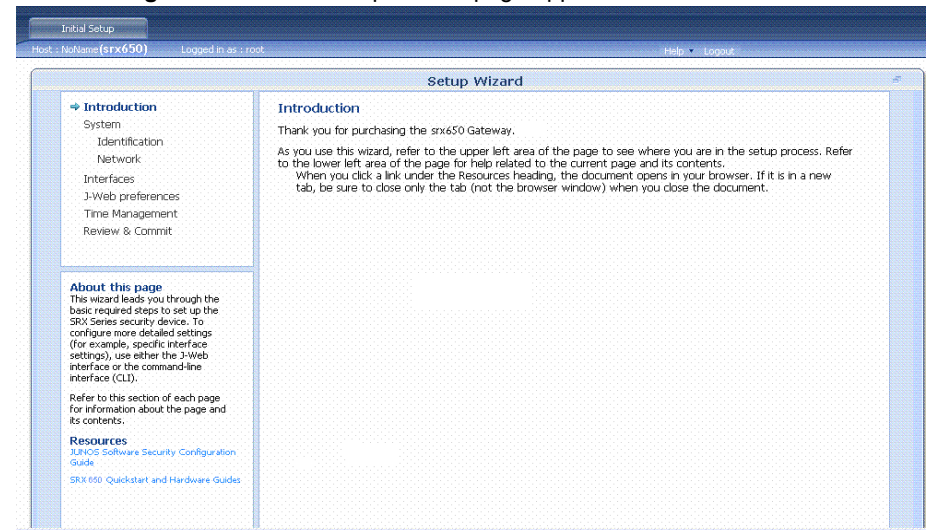 Initial Setup
Host : NoName(srx650) Logged in as : root Help Logout
Setup Wizard
Introduction
System
Identification
Network
Interfaces
J-Web preferences
Time Management
Review & Commit
About this page
This wizard leads you through the
basic required steps to set up the
SRX Series security device. To
configure more detailed settings
(for example, specific interface
settings), use either the J-Web
interface or the command-line
interface (CLI).
Refer to this section of each page
for information about the page and
its contents.
Resources
JUNOS Software Security Configuration
Guide
SRX 650 Quickstart and Hardware Guides
Introduction
Thank you for purchasing the srx650 Gateway.
As you use this wizard, refer to the upper left area of the page to see where you are in the setup process. Refer
to the lower left area of the page for help related to the current page and its contents.
When you click a link under the Resources heading, the document opens in your browser. If it is in a new
tab, be sure to close only the tab (not the browser window) when you close the document.